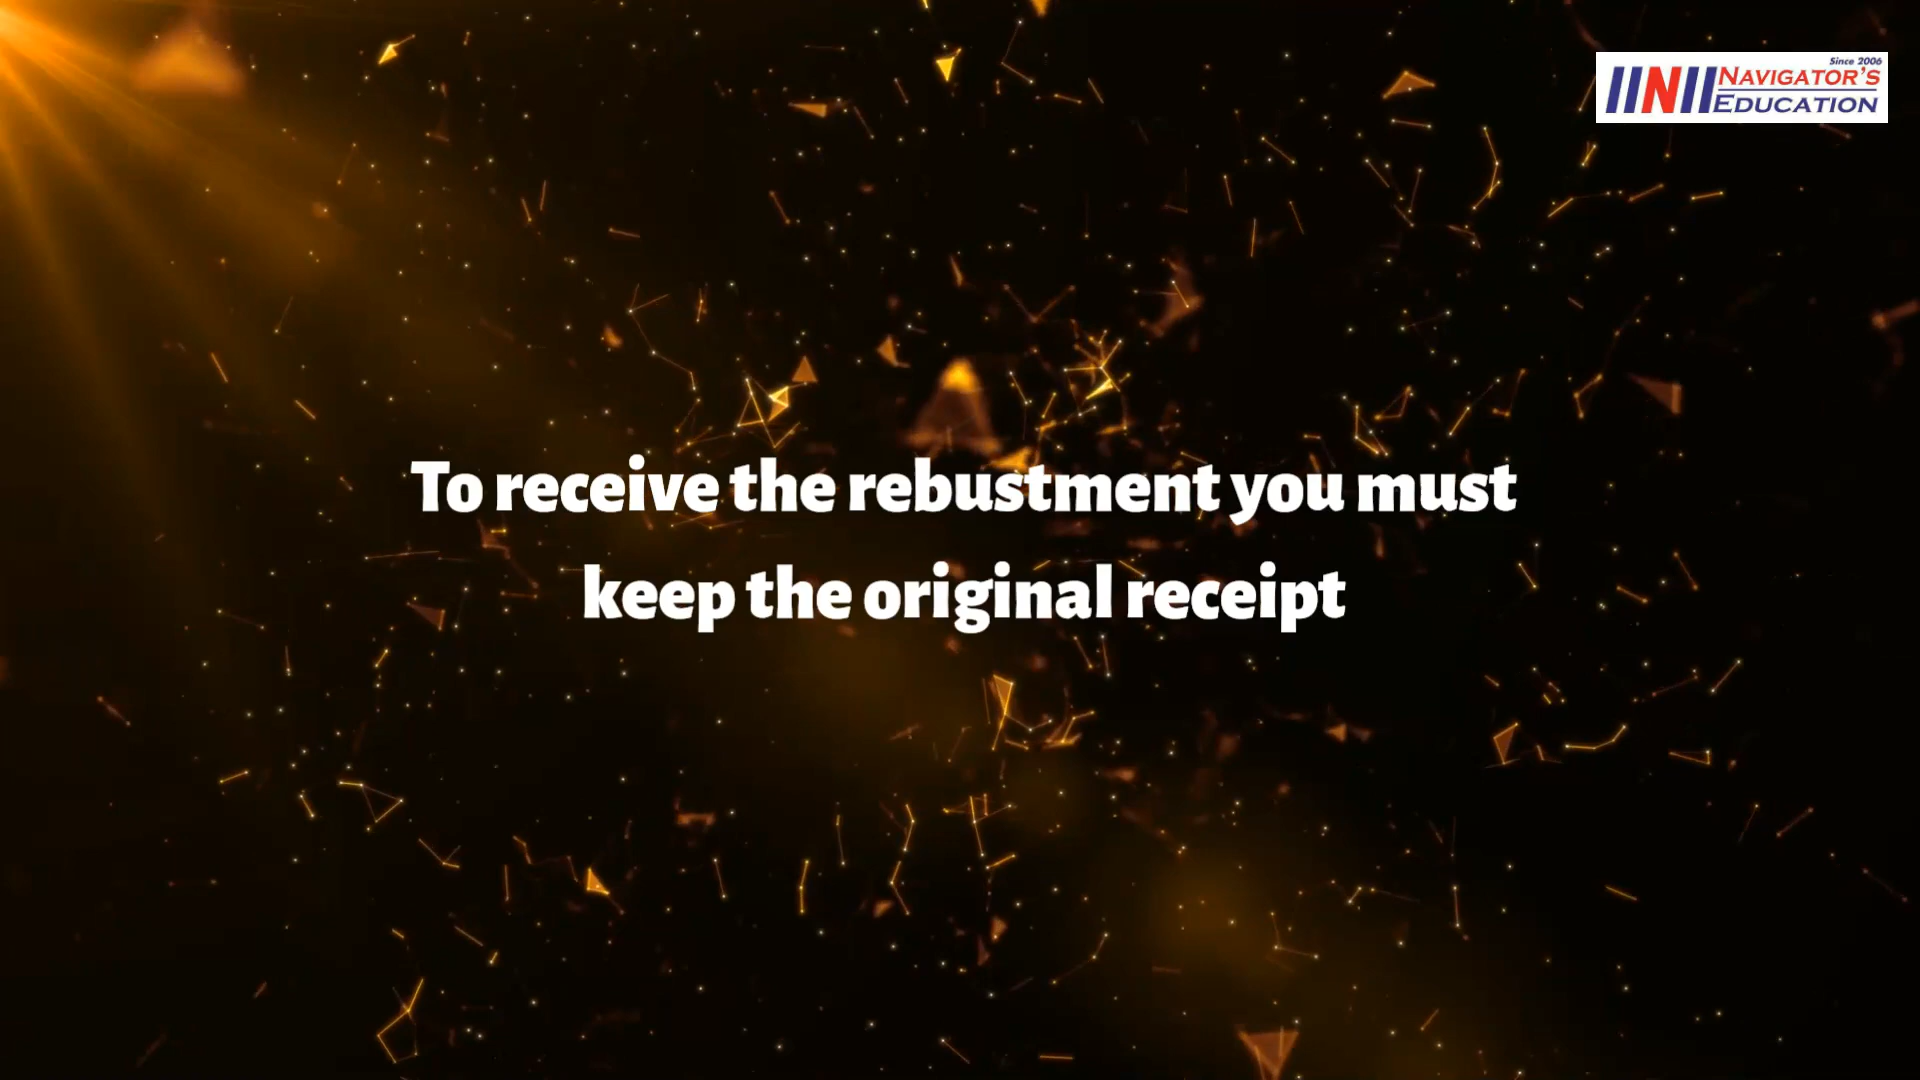 Since 2006
NAVIGATOR'S
EDUCATION
To receive the rebustment you must
keep the original receipt